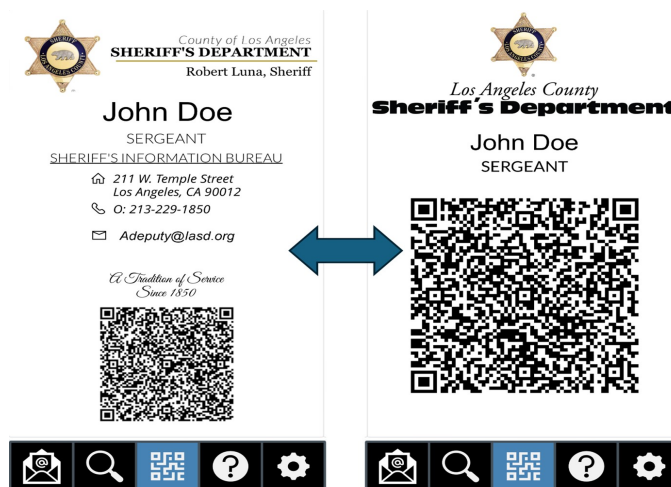 County of Los Angeles
SHERIFF'S DEPARTMENT
Robert Luna, Sheriff
John Doe
SERGEANT
SHERIFF'S INFORMATION BUREAU
211 W. Temple Street
Los Angeles, CA 90012
O: 213-229-1850
Adeputy@lasd.org
A Tradition of Service
Since 1850
Los Angeles County
Sheriff's Department
John Doe
SERGEANT